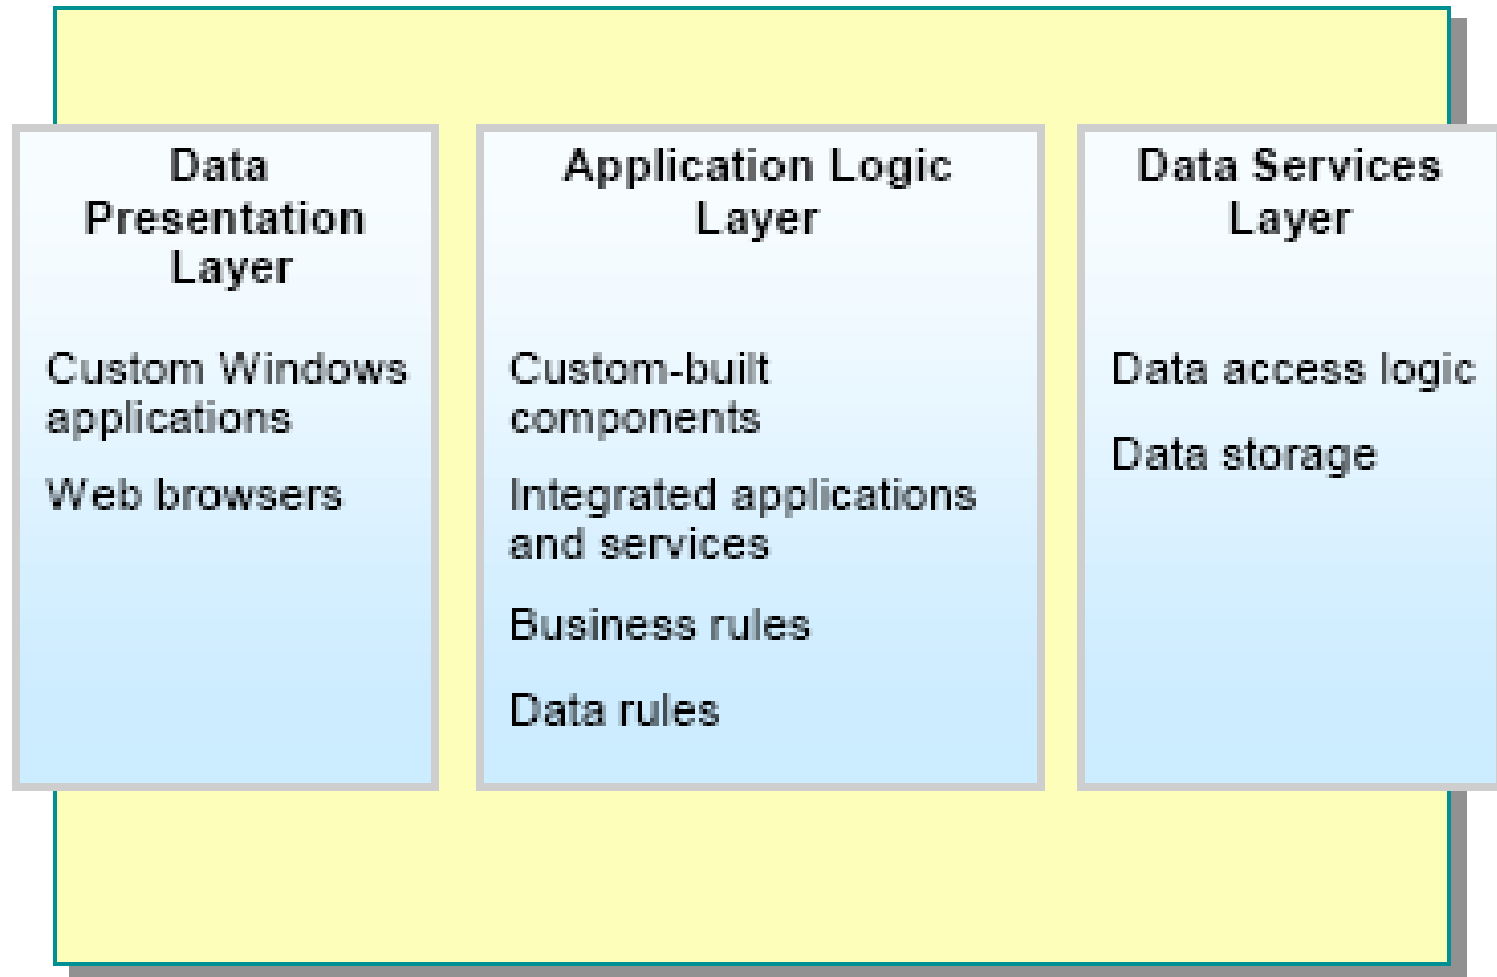 Data
Presentation
Layer
Custom Windows
applications
Web browsers
Application Logic
Layer
Custom-built
components
Integrated applications
and services
Business rules
Data rules
Data Services
Layer
Data access logic
Data storage